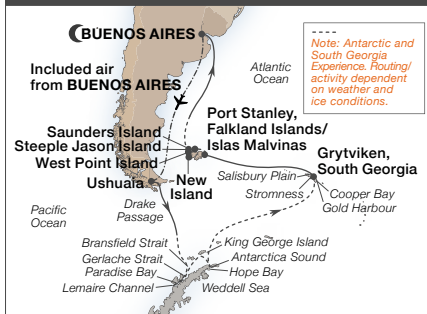 BUENOS AIRES
Note: Antarctic and
South Georgia
Experience. Routing/
activity dependent
on weather and
ice conditions.
Atlantic
Ocean
Included air
from BUENOS AIRES
Port Stanley,
Falkland Islands/
Islas Malvinas
Saunders Island
Steeple Jason Island
West Point Island
Grytviken,
South Georgia
Salisbury Plain
Ushuaia
New
Island
Stromness
Cooper Bay
Gold Harbour
Drake
Passage
Pacific
Ocean
Bransfield Strait
King George Island
Gerlache Strait
Antarctica Sound
Paradise Bay
Hope Bay
Lemaire Channel
Weddell Sea